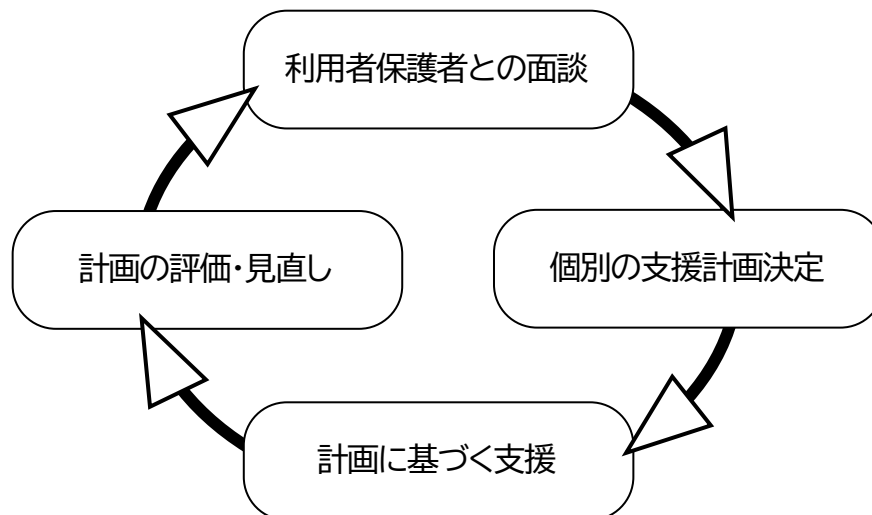 利用者保護者との面談
計画の評価・見直し
個別の支援計画決定
計画に基づく支援